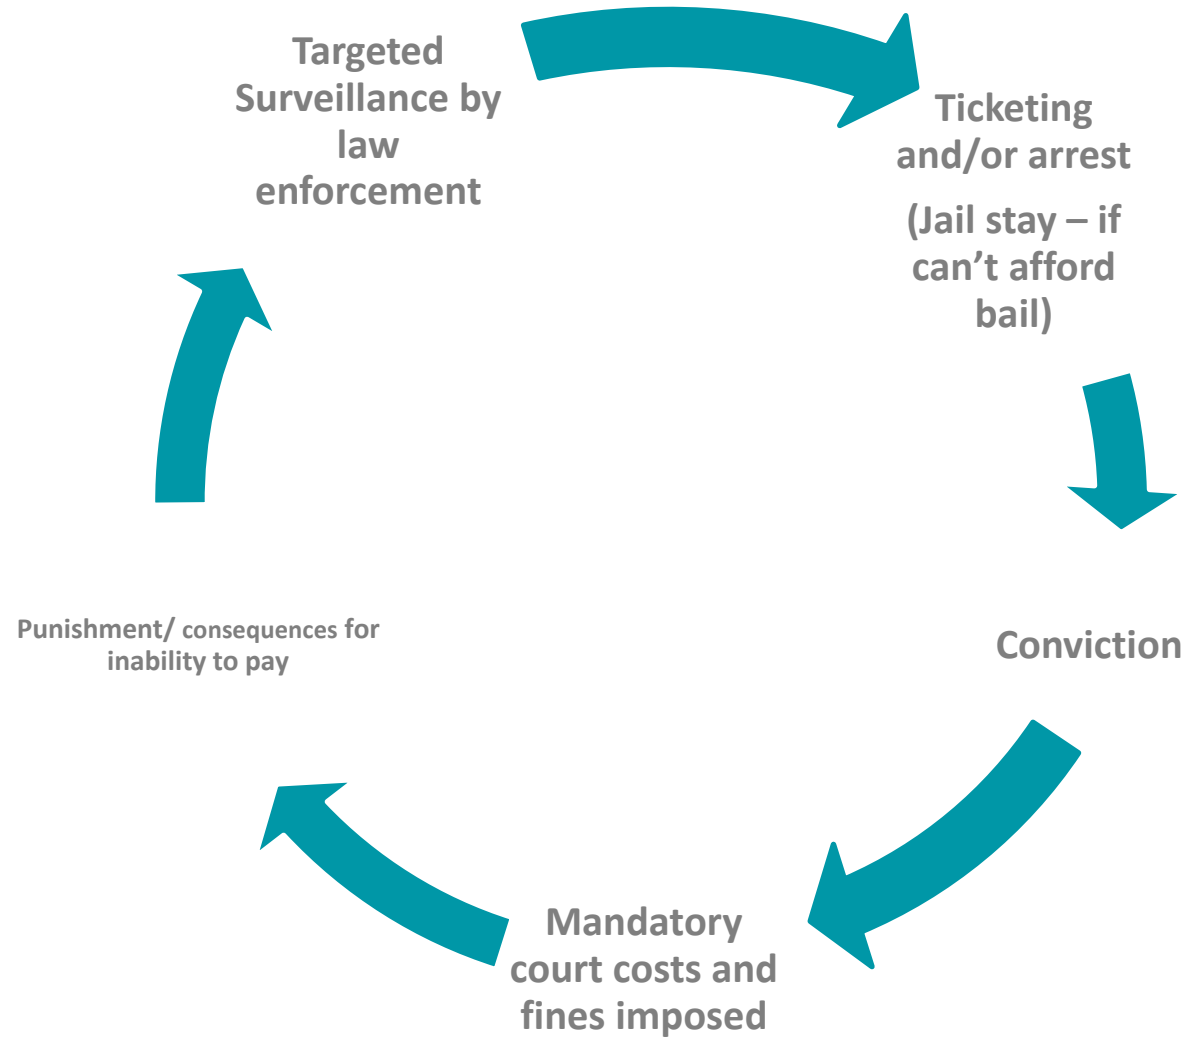 Targeted
Surveillance by
law
enforcement
Ticketing
and/or arrest
(Jail stay – if
can’t afford
bail)
Conviction
Mandatory
court costs and
fines imposed
Punishment/ consequences for
inability to pay